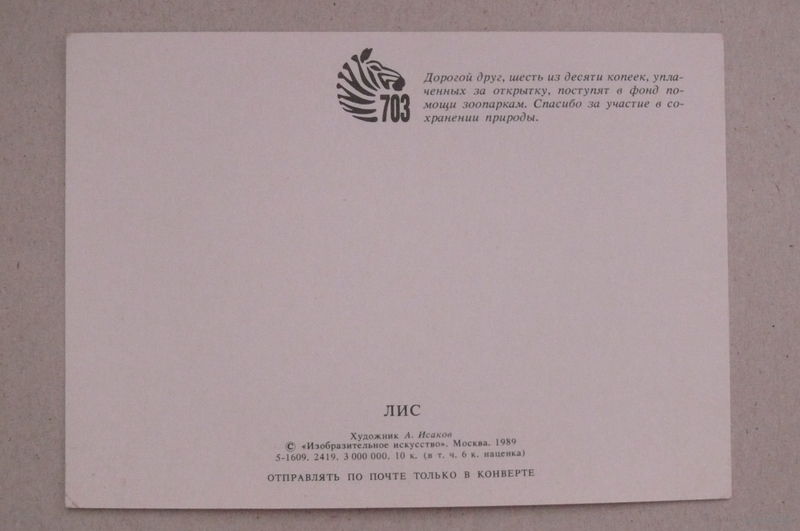 703
Дорогой друг, шесть из десяти копеек, упла-
ченных за открытку, поступят в фонд по-
мощи зоопаркам. Спасибо за участие в со-
хранении природы.
ЛИС
Художник А. Исаков
© «Изобразительное искусство». Москва. 1989
5-1609. 2419. 3 000 000. 10 к. (в т. ч. 6 к. наценка)
ОТПРАВЛЯТЬ ПО ПОЧТЕ ТОЛЬКО В КОНВЕРТЕ